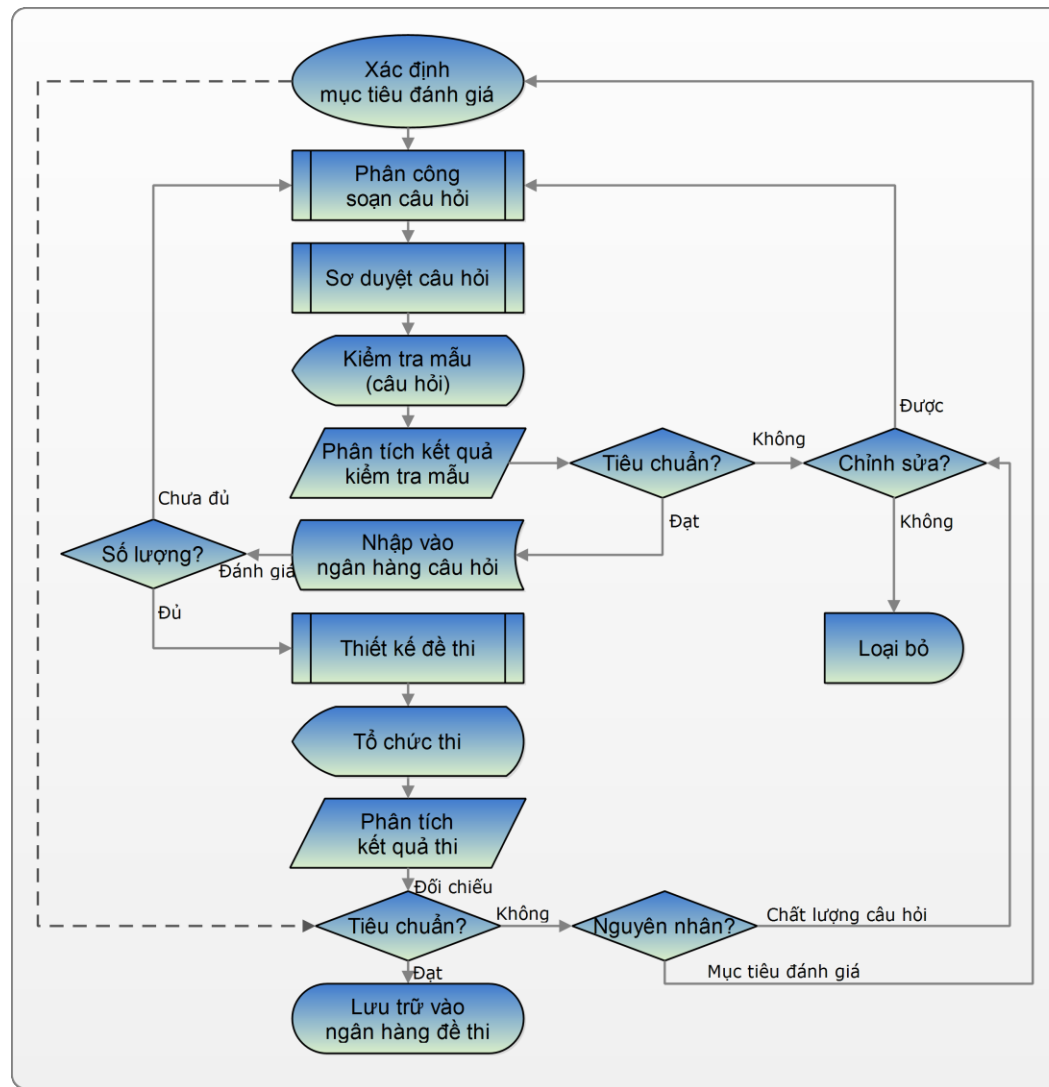 Xác định
mục tiêu đánh giá
Phân công
soạn câu hỏi
Sơ duyệt câu hỏi
Kiểm tra mẫu
(câu hỏi)
Được
Phân tích kết quả
kiểm tra mẫu
Tiêu chuẩn?
Không
Chỉnh sửa?
Chưa đủ
Đạt
Không
Số lượng?
Đánh giá
Nhập vào
ngân hàng câu hỏi
Đủ
Thiết kế đề thi
Loại bỏ
Tổ chức thi
Phân tích
kết quả thi
Đối chiếu
Tiêu chuẩn?
Không
Nguyên nhân?
Chất lượng câu hỏi
Mục tiêu đánh giá
Đạt
Lưu trữ vào
ngân hàng đề thi